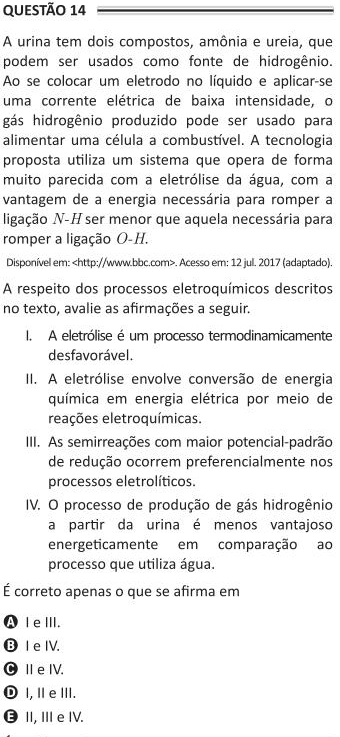 QUESTÃO 14
A urina tem dois compostos, amônia e ureia, que
podem ser usados como fonte de hidrogênio.
Ao se colocar um eletrodo no líquido e aplicar-se
uma corrente elétrica de baixa intensidade, o
gás hidrogênio produzido pode ser usado para
alimentar uma célula a combustível. A tecnologia
proposta utiliza um sistema que opera de forma
muito parecida com a eletrólise da água, com a
vantagem de a energia necessária para romper a
ligação N-H ser menor que aquela necessária para
romper a ligação O-H.
Disponível em: <http://www.bbc.com>. Acesso em: 12 jul. 2017 (adaptado).
A respeito dos processos eletroquímicos descritos
no texto, avalie as afirmações a seguir.
I. A eletrólise é um processo termodinamicamente
desfavorável.
II. A eletrólise envolve conversão de energia
química em energia elétrica por meio de
reações eletroquímicas.
III. As semirreações com maior potencial-padrão
de redução ocorrem preferencialmente nos
processos eletrolíticos.
IV. O processo de produção de gás hidrogênio
a partir da urina é menos vantajoso
energeticamente em comparação ao
processo que utiliza água.
É correto apenas o que se afirma em
A I e III.
B I e IV.
C II e IV.
D I, II e III.
E II, III e IV.